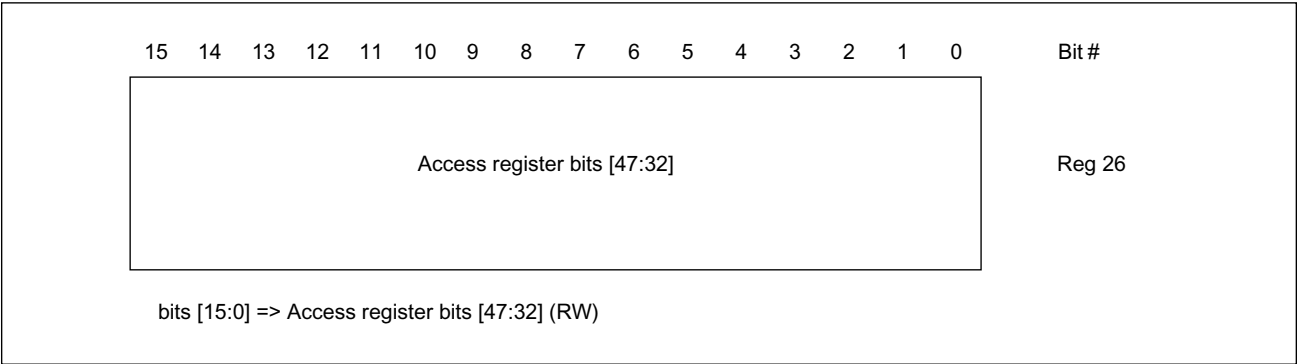 15 14 13 12 11 10 9 8 7 6 5 4 3 2 1 0 Bit #
Access register bits [47:32] Reg 26
bits [15:0] => Access register bits [47:32] (RW)